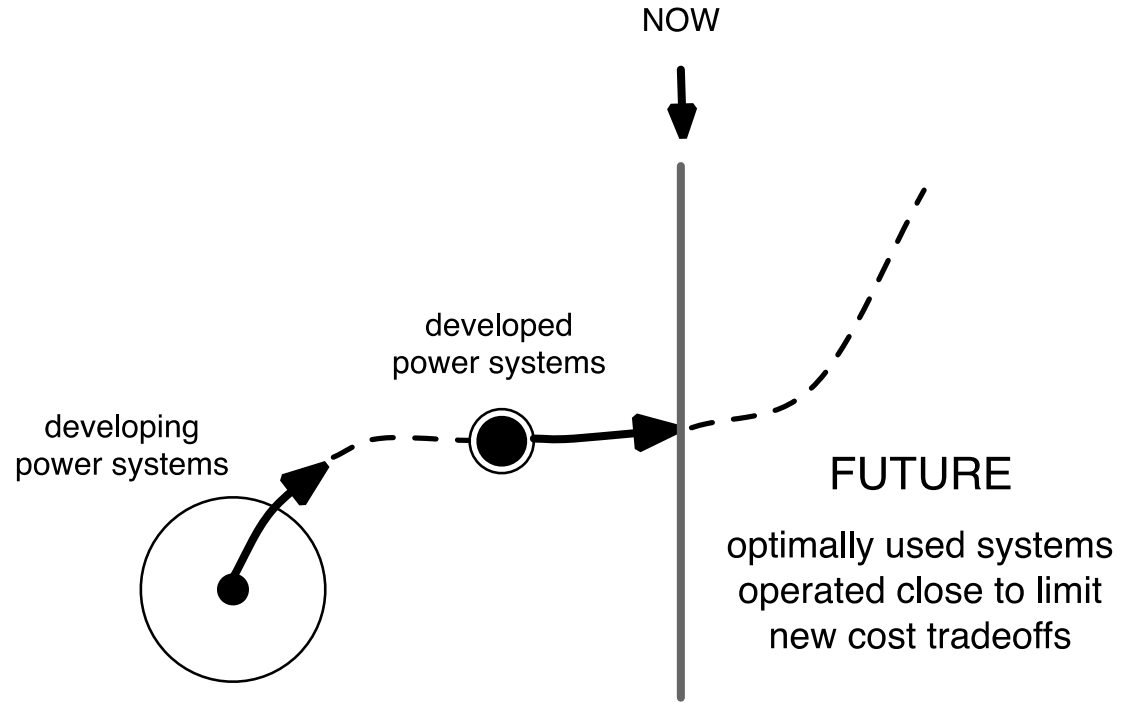 NOW
developed
power systems
developing
power systems
FUTURE
optimally used systems
operated close to limit
new cost tradeoffs